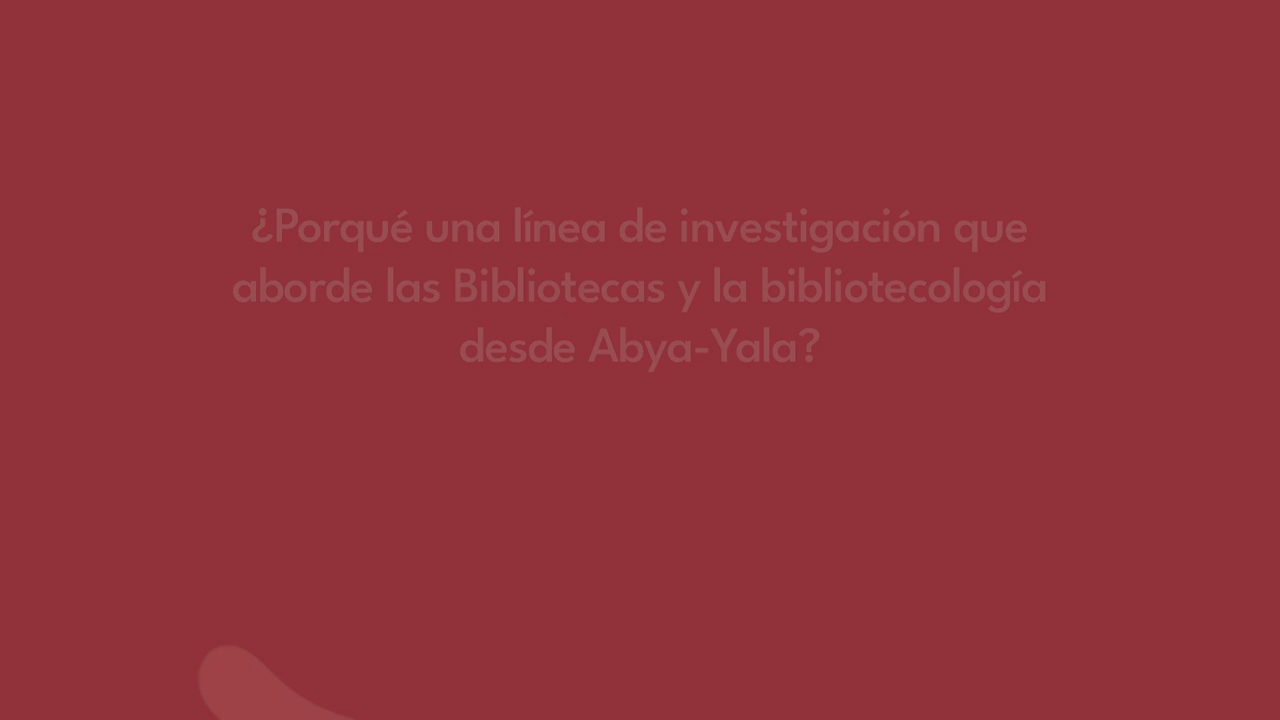 ¿Porqué una línea de investigación que
aborde las Bibliotecas y la bibliotecología
desde Abya-Yala?